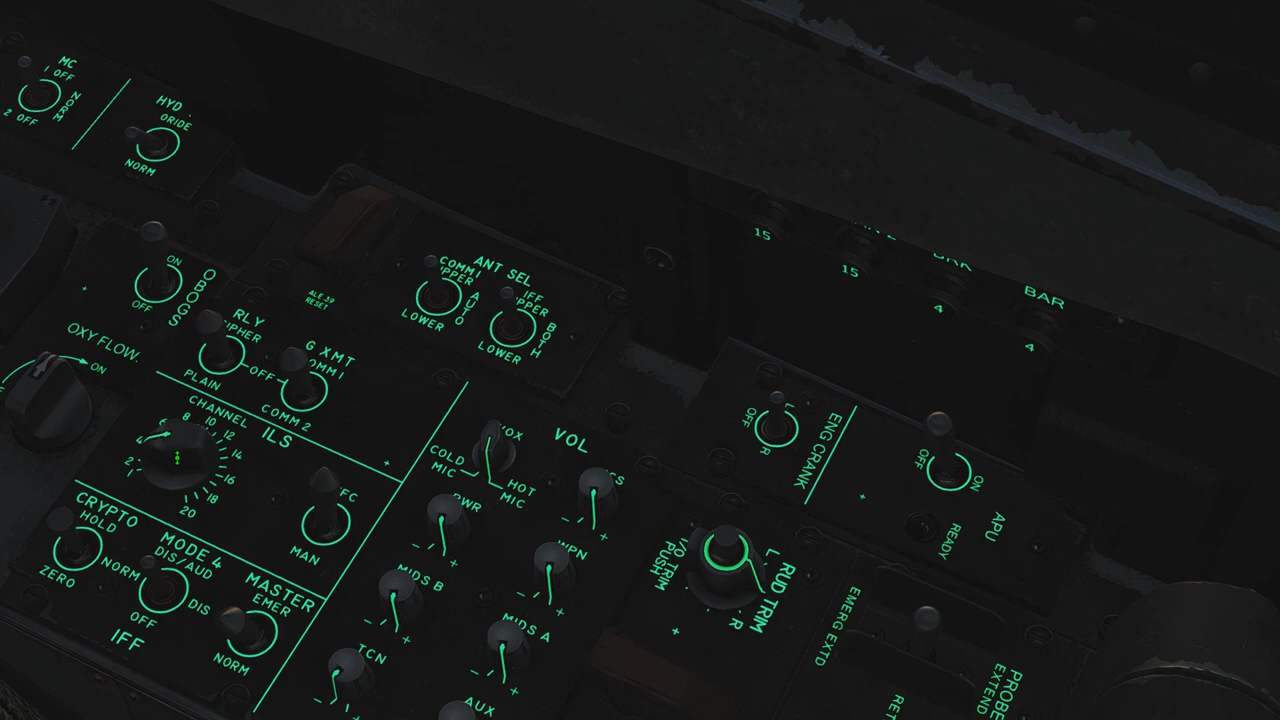 MC
1 OFF
NORM
2 OFF
HYD
ORIDE
NORM
ON
OFF
OBOGS
OXY FLOW
ON
ALE-39
RESET
ANT SEL
COMM 1
UPPER
AUTO
LOWER
IFF
UPPER
BOTH
LOWER
15
15
4
BAR
4
RLY
CIPHER
PLAIN
OFF
G XMT
COMM 1
COMM 2
CHANNEL
ILS
2
4
6
8
10
12
14
16
18
20
UFC
MAN
CRYPTO
HOLD
NORM
ZERO
MODE 4
DIS/AUD
DIS
OFF
MASTER
EMER
NORM
IFF
VOL
VOX
COLD
MIC
HOT
MIC
WPN
MIDS B
MIDS A
TCN
AUX
ENG CRANK
L
OFF
R
APU
ON
OFF
READY
T/O TRIM
PUSH
RUD TRIM
L
R
EMERG EXTD
PROBE
EXTEND
RET